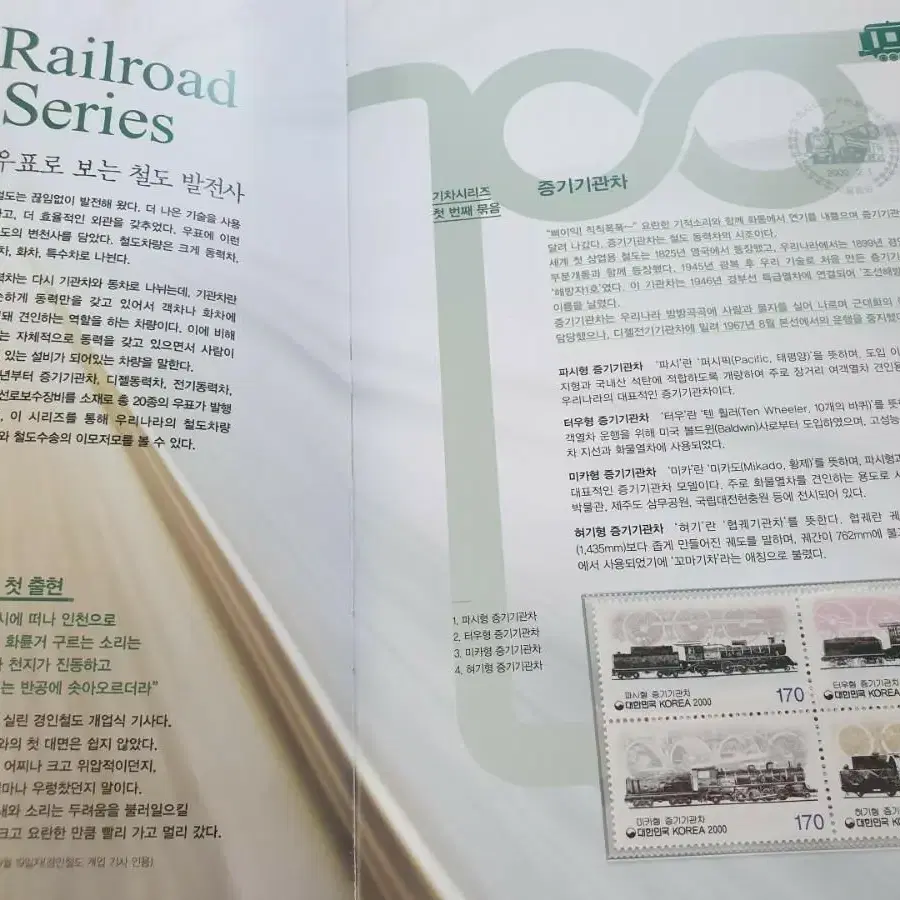 Railroad
Series
우표로 보는 철도 발전사
철도는 끊임없이 발전해 왔다. 더 나은 기술을 사용
하고, 더 효율적인 외관을 갖추었다. 우표에 이런
도의 변천사를 담았다. 철도차량은 크게 동력차,
차, 화차, 특수차로 나뉜다.
력차는 다시 기관차와 동차로 나뉘는데, 기관차란
순하게 동력만을 갖고 있어서 객차나 화차에
결돼 견인하는 역할을 하는 차량이다. 이에 비해
는 자체적으로 동력을 갖고 있으면서 사람이
있는 설비가 되어있는 차량을 말한다.
년부터 증기기관차, 디젤동력차, 전기동력차,
선로보수장비를 소재로 총 20종의 우표가 발행
이 시리즈를 통해 우리나라의 철도차량
와 철도수송의 이모저모를 볼 수 있다.
첫 출현
시에 떠나 인천으로
화륜거 구르는 소리는
천지가 진동하고
는 반공에 솟아오르더라”
실린 경인철도 개업식 기사다.
와의 첫 대면은 쉽지 않았다.
어찌나 크고 위압적이던지,
얼마나 우렁찼던지 말이다.
새와 소리는 두려움을 불러일으킬
크고 요란한 만큼 빨리 가고 멀리 갔다.
9월 19일자(경인철도 개업 기사 인용)
기차시리즈
첫 번째 묶음
증기기관차
“삐이익! 칙칙폭폭~” 요란한 기적소리와 함께 화통에서 연기를 내뿜으며 증기기관
달려 나갔다. 증기기관차는 철도 동력차의 시조이다.
세계 첫 상업용 철도는 1825년 영국에서 등장했고, 우리나라에서는 1899년 경인
부분개통과 함께 등장했다. 1945년 광복 후 우리 기술로 처음 만든 증기기
‘해방자1호’였다. 이 기관차는 1946년 경부선 특급열차에 연결되어 ‘조선해방
이름을 날렸다.
증기기관차는 우리나라 방방곡곡에 사람과 물자를 실어 나르며 근대화의
담당했으나, 디젤전기기관차에 밀려 1967년 8월 본선에서의 운행을 중지했다
파시형 증기기관차 ‘파시’란 ‘퍼시픽(Pacific, 태평양)’을 뜻하며, 도입 이
지형과 국내산 석탄에 적합하도록 개량하여 주로 장거리 여객열차 견인용
우리나라의 대표적인 증기기관차이다.
터우형 증기기관차 ‘터우’란 ‘텐 휠러(Ten Wheeler, 10개의 바퀴)’를 뜻
객열차 운행을 위해 미국 볼드윈(Baldwin)사로부터 도입하였으며, 고성능
차 지선과 화물열차에 사용되었다.
미카형 증기기관차 ‘미카’란 ‘미카도(Mikado, 황제)’를 뜻하며, 파시형과
대표적인 증기기관차 모델이다. 주로 화물열차를 견인하는 용도로 사
박물관, 제주도 삼무공원, 국립대전현충원 등에 전시되어 있다.
혀기형 증기기관차 ‘혀기’란 ‘협궤기관차’를 뜻한다. 협궤란 궤
(1,435mm)보다 좁게 만들어진 궤도를 말하며, 궤간이 762mm에 불과
에서 사용되었기에 ‘꼬마기차’라는 애칭으로 불렸다.
1. 파시형 증기기관차
2. 터우형 증기기관차
3. 미카형 증기기관차
4. 혀기형 증기기관차
파시형 증기기관차
대한민국 KOREA 2000
170
터우형 증기기관차
대한민국 KOREA
미카형 증기기관차
대한민국 KOREA 2000
170
혀기형 증기기관차
대한민국 KOREA